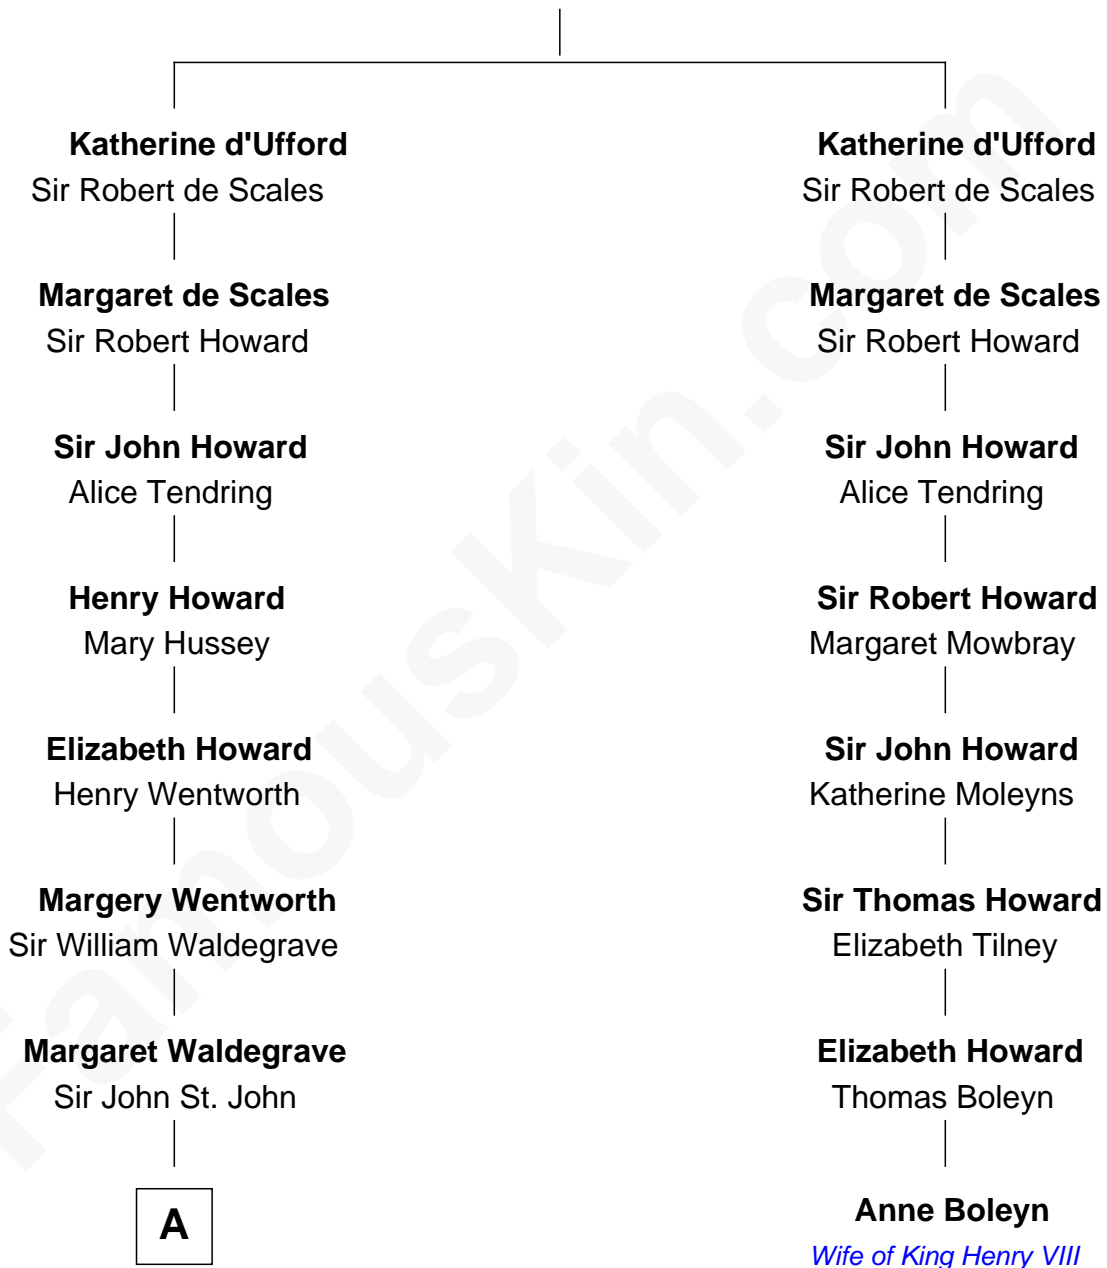 Katherine d'Ufford
Sir Robert de Scales
Margaret de Scales
Sir Robert Howard
Sir John Howard
Alice Tendring
Henry Howard
Mary Hussey
Elizabeth Howard
Henry Wentworth
Margery Wentworth
Sir William Waldegrave
Margaret Waldegrave
Sir John St. John
A
Katherine d'Ufford
Sir Robert de Scales
Margaret de Scales
Sir Robert Howard
Sir John Howard
Alice Tendring
Sir Robert Howard
Margaret Mowbray
Sir John Howard
Katherine Moleyns
Sir Thomas Howard
Elizabeth Tilney
Elizabeth Howard
Thomas Boleyn
Anne Boleyn
Wife of King Henry VIII
FamousKin.com